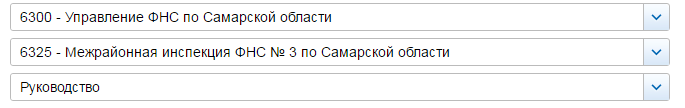 6300 - Управление ФНС по Самарской области
6325 - Межрайонная инспекция ФНС № 3 по Самарской области
Руководство